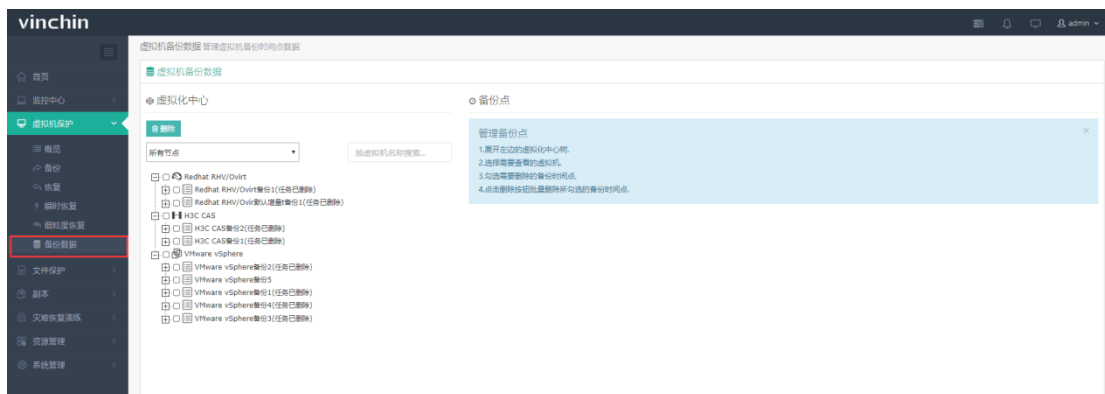 vinchin
admin
虚拟机备份数据 管理虚拟机备份时间点数据
首页
监控中心
虚拟机保护
概览
备份
恢复
瞬时恢复
细粒度恢复
备份数据
文件保护
副本
灾难恢复演练
资源管理
系统管理
虚拟机备份数据
虚拟化中心
删除
所有节点
按虚拟机名称搜索...
Redhat RHV/Ovirt
Redhat RHV/Ovirt备份1(任务已删除)
Redhat RHV/Ovir默认增量t备份1(任务已删除)
H3C CAS
H3C CAS备份2(任务已删除)
H3C CAS备份1(任务已删除)
VMware vSphere
VMware vSphere备份2(任务已删除)
VMware vSphere备份5
VMware vSphere备份1(任务已删除)
VMware vSphere备份4(任务已删除)
VMware vSphere备份3(任务已删除)
备份点
管理备份点
1.展开左边的虚拟化中心树.
2.选择需要查看的虚拟机.
3.勾选需要删除的备份时间点.
4.点击删除按钮批量删除所勾选的备份时间点.